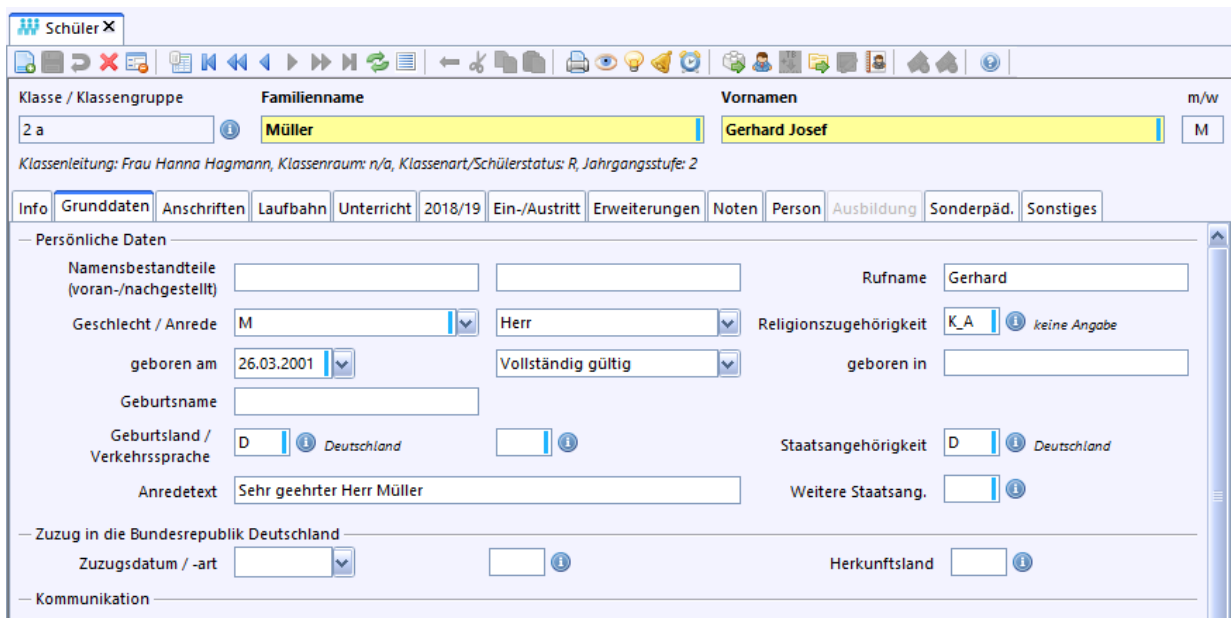 Schüler
Klasse / Klassengruppe Familienname Vornamen m/w
2 a Müller Gerhard Josef M
Klassenleitung: Frau Hanna Hagmann, Klassenraum: n/a, Klassenart/Schülerstatus: R, Jahrgangsstufe: 2
Info Grunddaten Anschriften Laufbahn Unterricht 2018/19 Ein-/Austritt Erweiterungen Noten Person Ausbildung Sonderpäd. Sonstiges
Persönliche Daten
Namensbestandteile
(voran-/nachgestellt) Rufname Gerhard
Geschlecht / Anrede M Herr Religionszugehörigkeit K_A keine Angabe
geboren am 26.03.2001 Vollständig gültig geboren in
Geburtsname
Geburtsland /
Verkehrssprache D Deutschland Staatsangehörigkeit D Deutschland
Anredetext Sehr geehrter Herr Müller Weitere Staatsang.
Zuzug in die Bundesrepublik Deutschland
Zuzugsdatum / -art Herkunftsland
Kommunikation